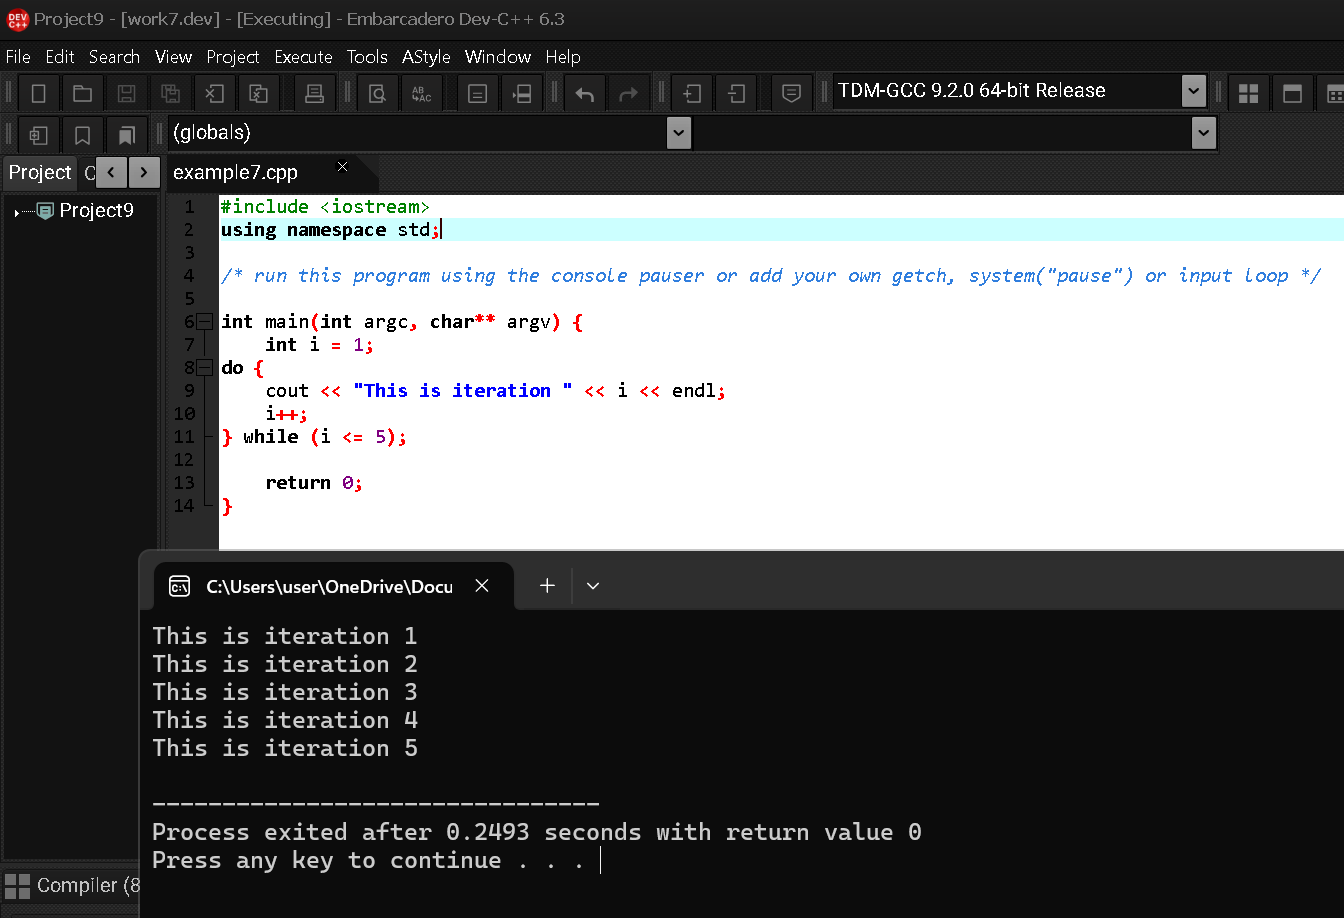 Project9 - [work7.dev] - [Executing] - Embarcadero Dev-C++ 6.3
File Edit Search View Project Execute Tools AStyle Window Help
TDM-GCC 9.2.0 64-bit Release
(globals)
Project C
example7.cpp
Project9
1 #include <iostream>
2 using namespace std;
3
4 /* run this program using the console pauser or add your own getch, system("pause") or input loop */
5
6 int main(int argc, char** argv) {
7 int i = 1;
8 do {
9 cout << "This is iteration " << i << endl;
10 i++;
11 } while (i <= 5);
12
13 return 0;
14 }
C:\Users\user\OneDrive\Docu
This is iteration 1
This is iteration 2
This is iteration 3
This is iteration 4
This is iteration 5
--------------------------------
Process exited after 0.2493 seconds with return value 0
Press any key to continue . . .
Compiler (8